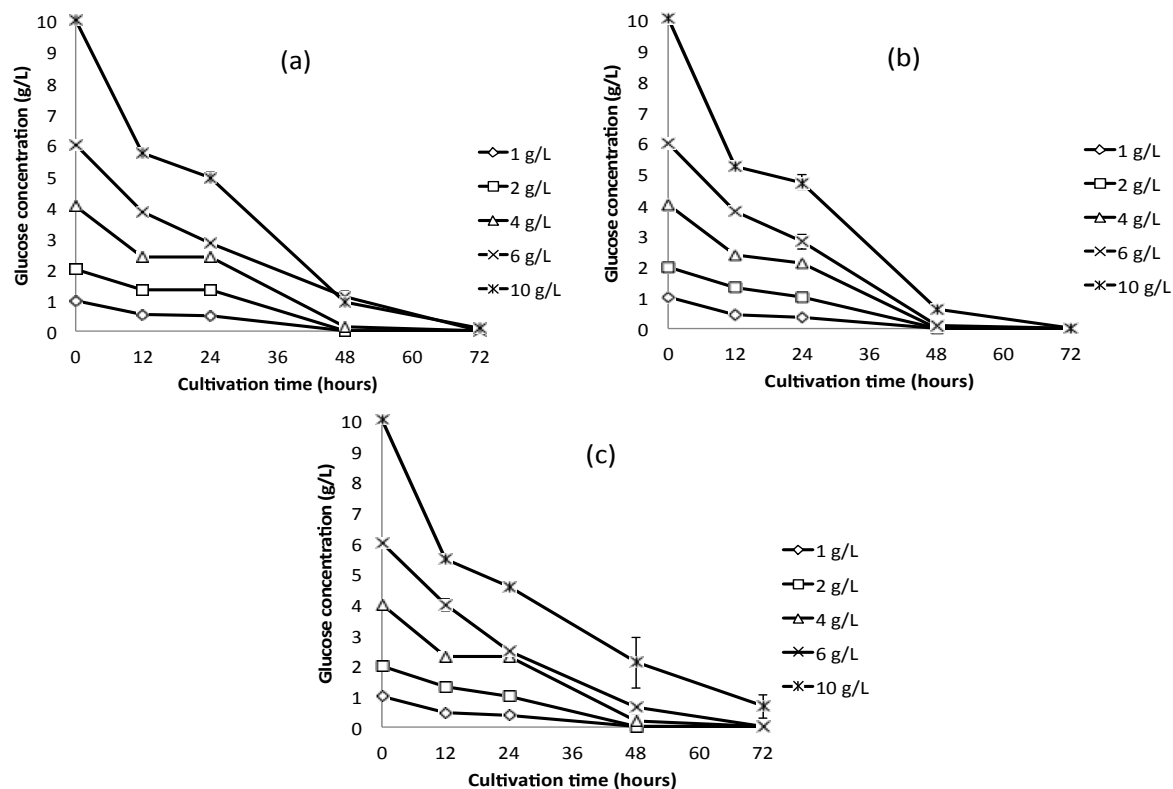 (a)
Glucose concentration (g/L)
10
9
8
7
6
5
4
3
2
1
0
0 12 24 36 48 60 72
Cultivation time (hours)
1 g/L
2 g/L
4 g/L
6 g/L
10 g/L
(b)
Glucose concentration (g/L)
10
9
8
7
6
5
4
3
2
1
0
0 12 24 36 48 60 72
Cultivation time (hours)
1 g/L
2 g/L
4 g/L
6 g/L
10 g/L
(c)
Glucose concentration (g/L)
10
9
8
7
6
5
4
3
2
1
0
0 12 24 36 48 60 72
Cultivation time (hours)
1 g/L
2 g/L
4 g/L
6 g/L
10 g/L